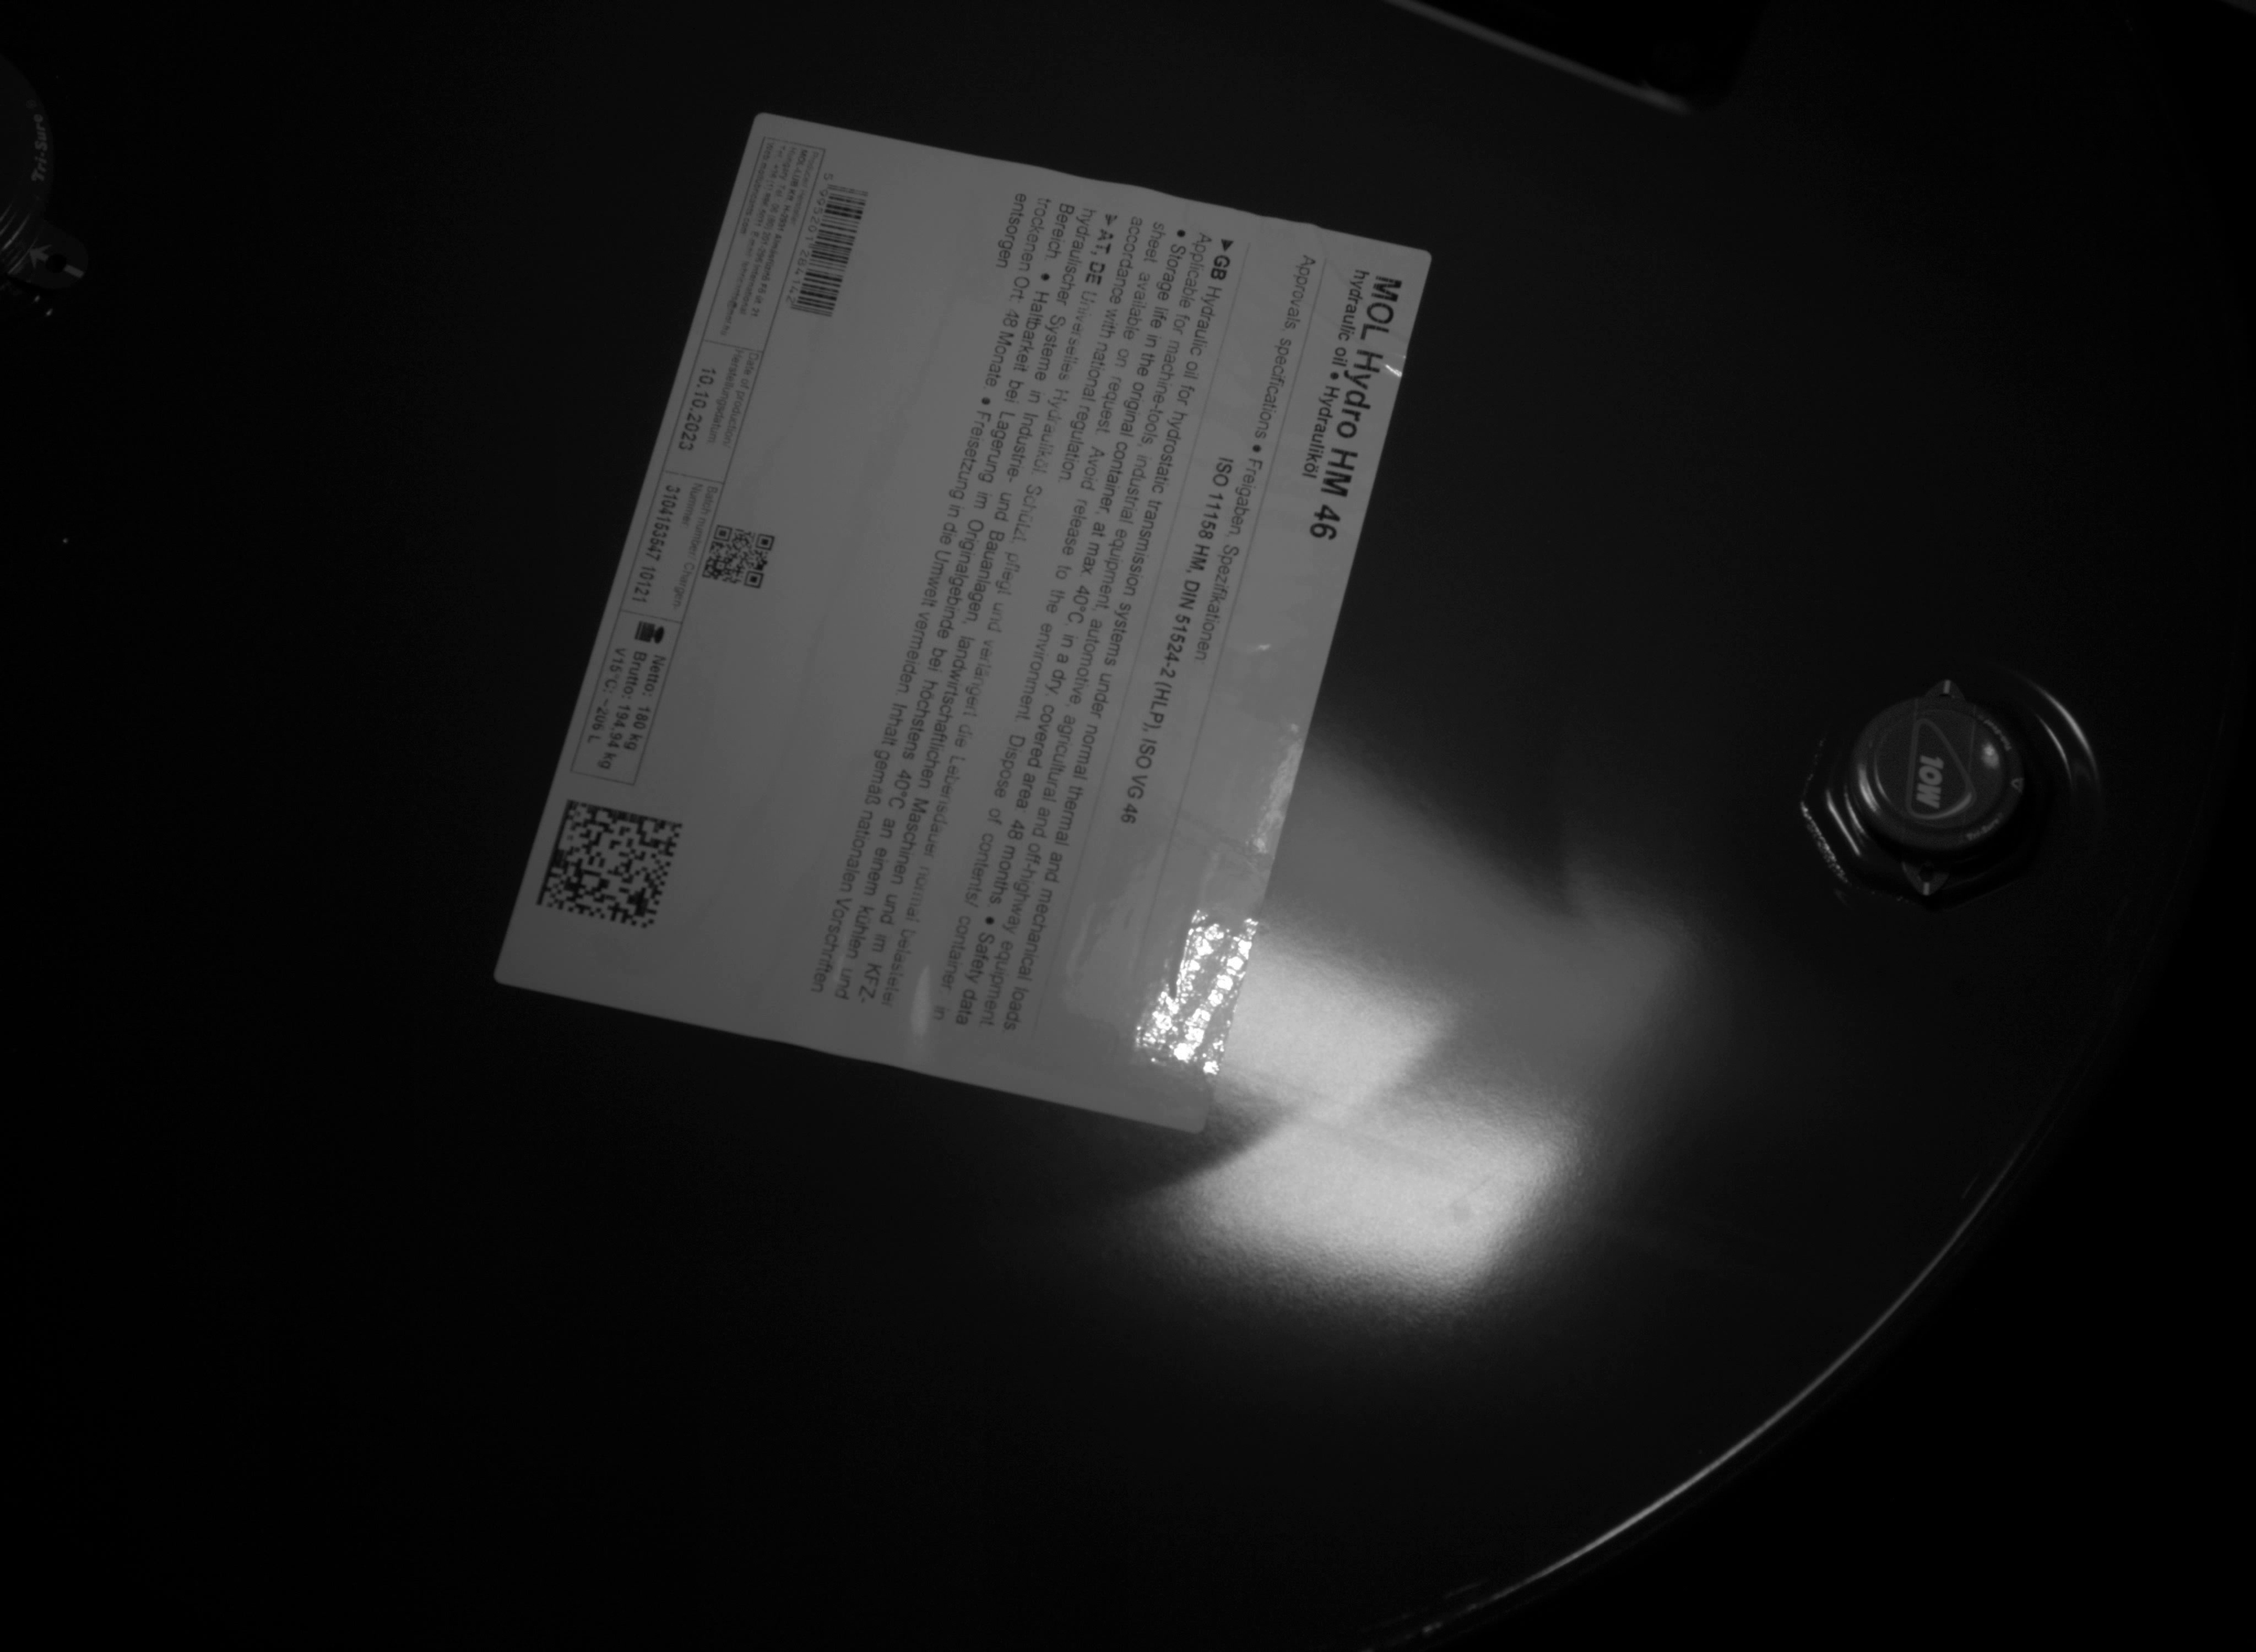 MOL Hydro HM 46
hydraulic oil • Hydrauliköl
Approvals, specifications • Freigaben, Spezifikationen
ISO 11158 HM, DIN 51524-2 (HLP), ISO VG 46
►GB Hydraulic oil for hydrostatic transmission systems under normal thermal and mechanical loads.
Applicable for machine-tools, industrial equipment, automotive, agricultural and off-highway equipment
• Storage life in the original container, at max. 40°C, in a dry, covered area: 48 months. • Safety data
sheet available on request. Avoid release to the environment. Dispose of contents/ container in
accordance with national regulation.
►AT, DE Universelles Hydrauliköl. Schützt, pflegt und verlängert die Lebensdauer normal belasteter
hydraulischer Systeme in Industrie- und Bauanlagen, landwirtschaftlichen Maschinen und im KFZ-
Bereich. • Haltbarkeit bei Lagerung im Originalgebinde bei höchstens 40°C an einem kühlen und
trockenen Ort: 48 Monate. • Freisetzung in die Umwelt vermeiden. Inhalt gemäß nationalen Vorschriften
entsorgen.
Date of production/
Herstellungsdatum
10.10.2023
Batch number/ Chargen-
Nummer:
3104153547 10121
Netto: 180 kg
Brutto: 194,94 kg
V15°C: ~206 L
MOL
Tri-Sure